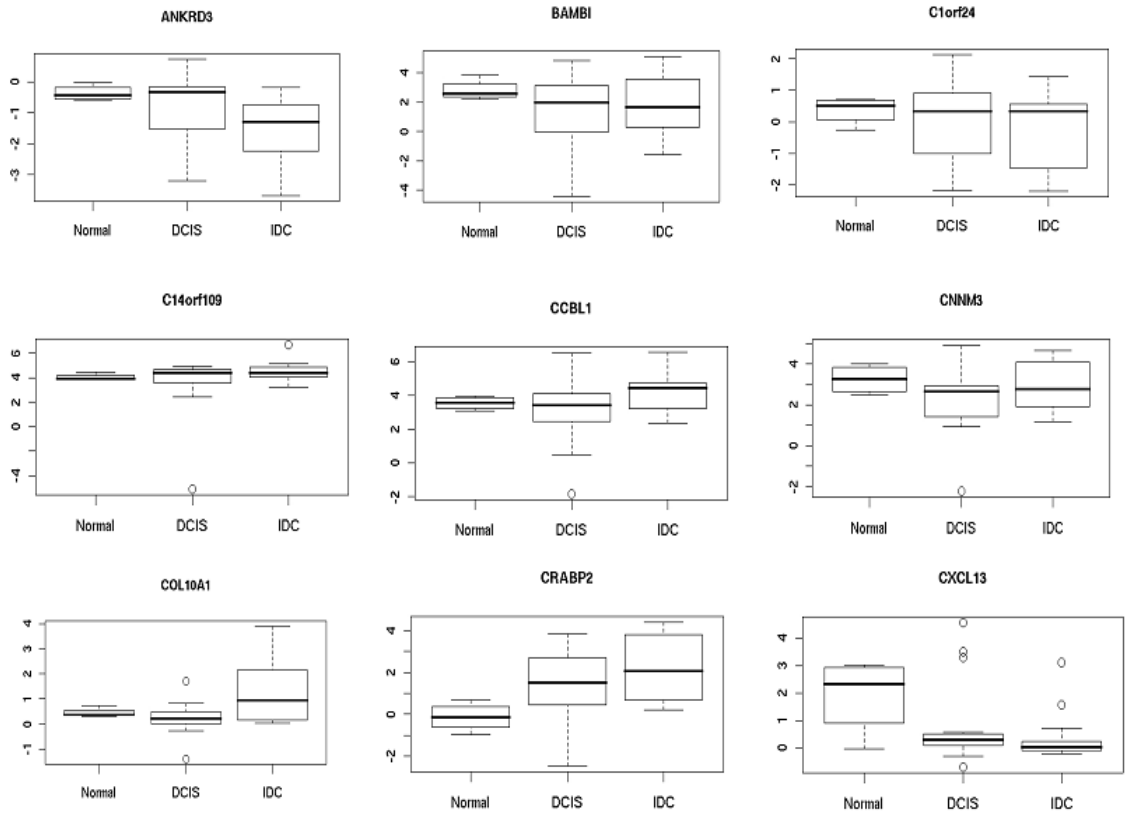 ANKRD3
0
-1
-2
-3
Normal DCIS IDC
BAMBI
4
2
0
-2
-4
Normal DCIS IDC
C1orf24
2
1
0
-1
-2
Normal DCIS IDC
C14orf109
6
4
2
0
-4
Normal DCIS IDC
CCBL1
6
4
2
0
-2
Normal DCIS IDC
CNNM3
4
2
0
-2
Normal DCIS IDC
COL10A1
4
3
2
1
0
-1
Normal DCIS IDC
CRABP2
4
2
0
-2
Normal DCIS IDC
CXCL13
4
3
2
1
0
Normal DCIS IDC